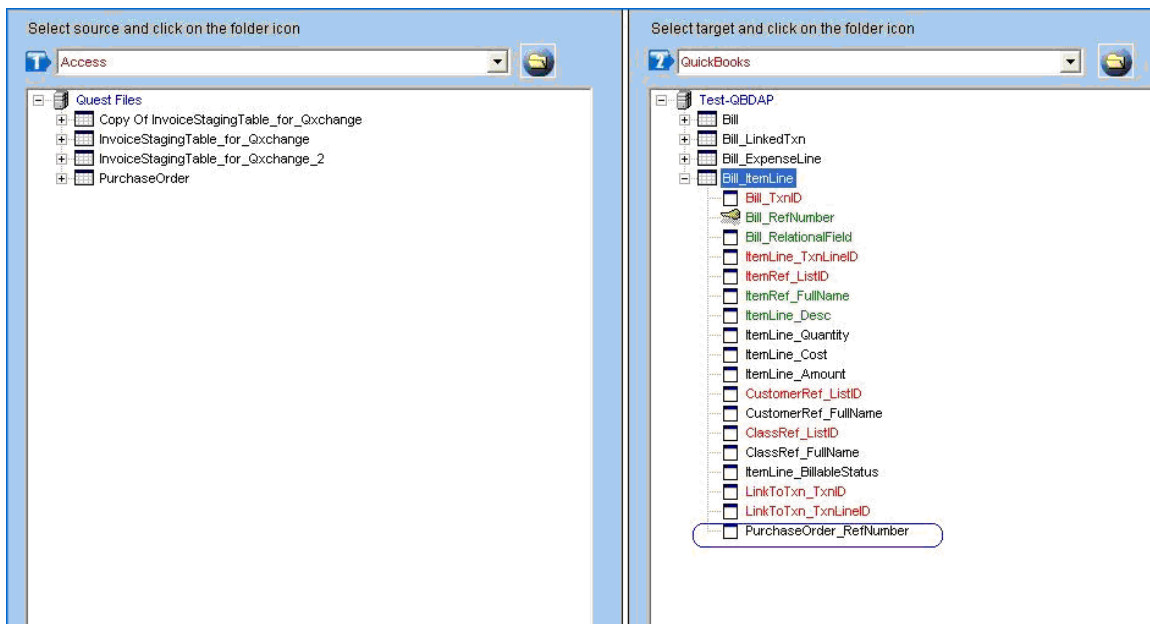 Select source and click on the folder icon
1
Access
Quest Files
Copy Of InvoiceStagingTable_for_Qxchange
InvoiceStagingTable_for_Qxchange
InvoiceStagingTable_for_Qxchange_2
PurchaseOrder
Select target and click on the folder icon
2
QuickBooks
Test-QBDAP
Bill
Bill_LinkedTxn
Bill_ExpenseLine
Bill_ItemLine
Bill_TxnID
Bill_RefNumber
Bill_RelationalField
ItemLine_TxnLineID
ItemRef_ListID
ItemRef_FullName
ItemLine_Desc
ItemLine_Quantity
ItemLine_Cost
ItemLine_Amount
CustomerRef_ListID
CustomerRef_FullName
ClassRef_ListID
ClassRef_FullName
ItemLine_BillableStatus
LinkToTxn_TxnID
LinkToTxn_TxnLineID
PurchaseOrder_RefNumber